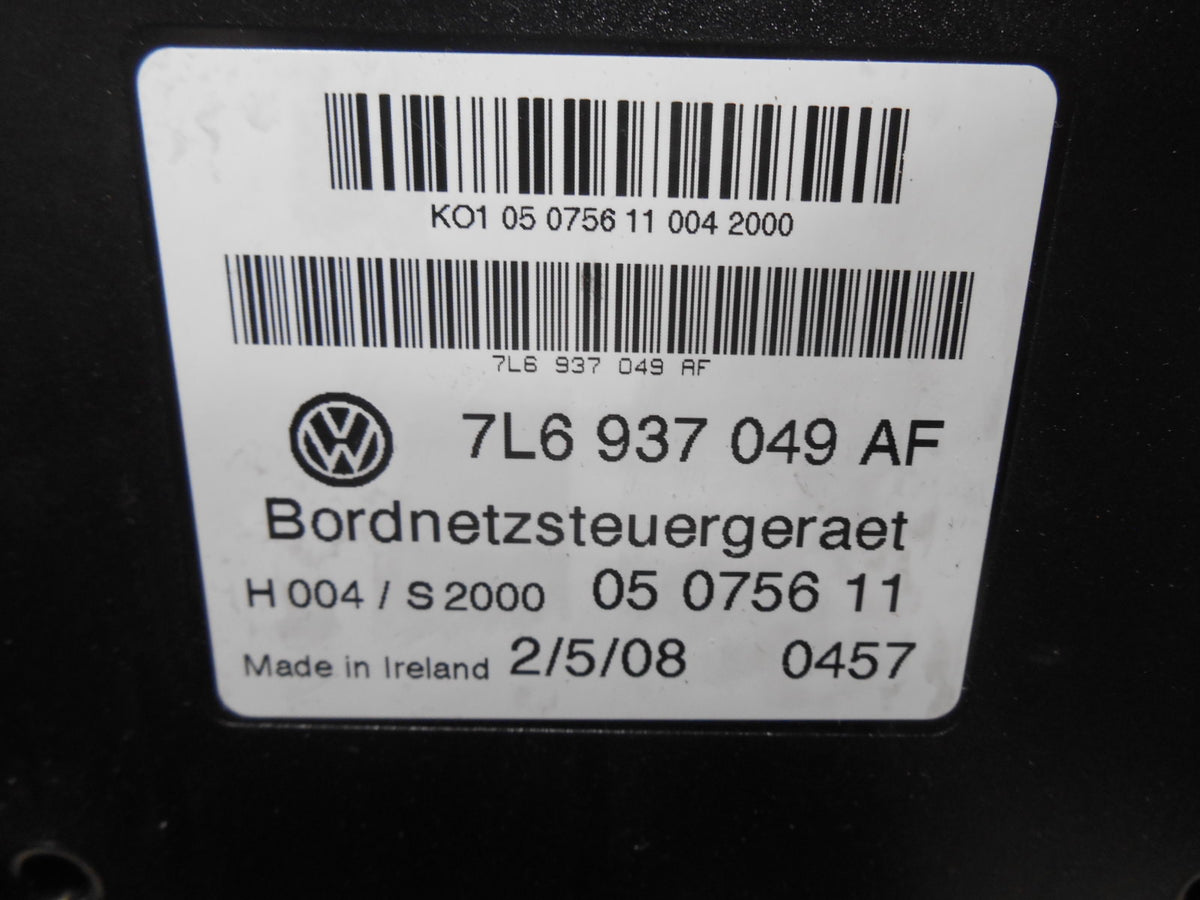 KO1 05 0756 11 004 2000
7L6 937 049 AF
7L6 937 049 AF
Bordnetzsteuergeraet
H 004 / S 2000 05 0756 11
Made in Ireland 2/5/08 0457